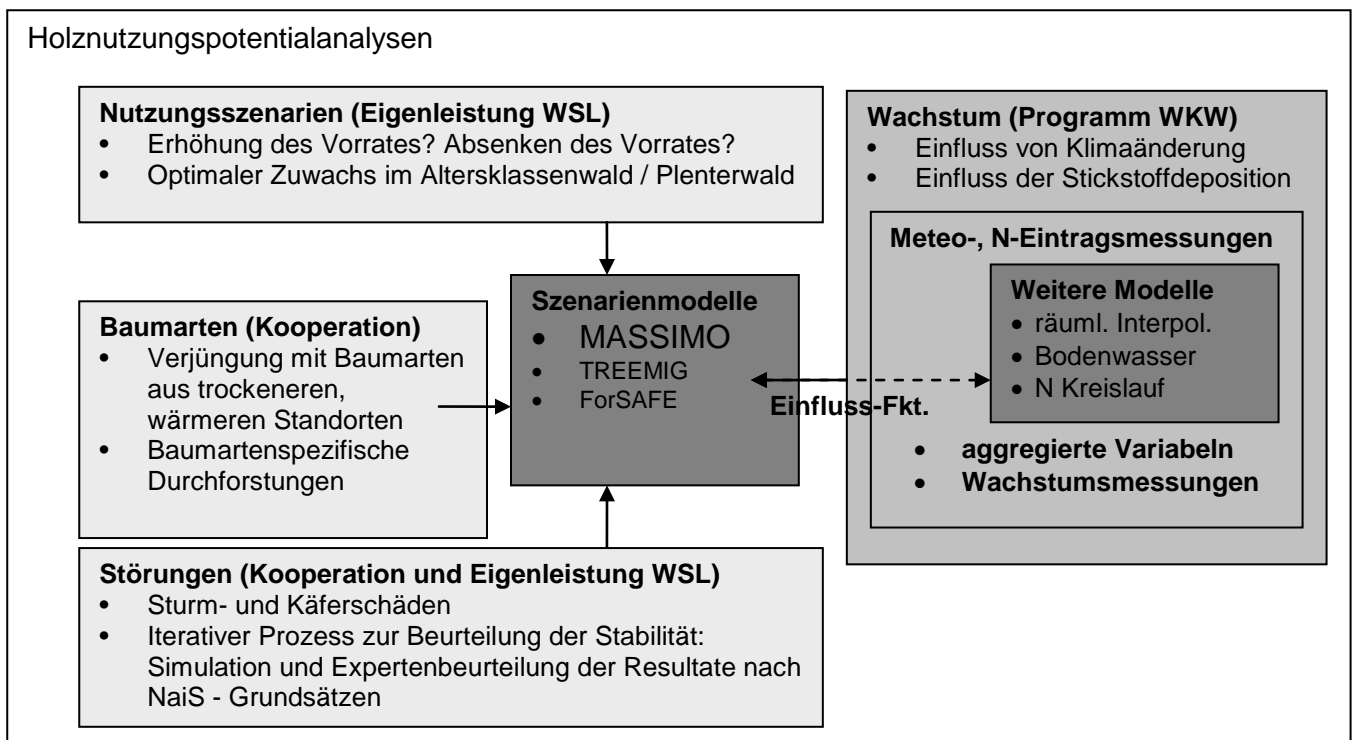 Holznutzungspotentialanalysen
Nutzungsszenarien (Eigenleistung WSL)
• Erhöhung des Vorrates? Absenken des Vorrates?
• Optimaler Zuwachs im Altersklassenwald / Plenterwald
Baumarten (Kooperation)
• Verjüngung mit Baumarten
aus trockeneren,
wärmeren Standorten
• Baumartenspezifische
Durchforstungen
Szenarienmodelle
• MASSIMO
• TREEMIG
• ForSAFE
Einfluss-Fkt.
Wachstum (Programm WKW)
• Einfluss von Klimaänderung
• Einfluss der Stickstoffdeposition
Meteo-, N-Eintragsmessungen
Weitere Modelle
• räuml. Interpol.
• Bodenwasser
• N Kreislauf
• aggregierte Variabeln
• Wachstumsmessungen
Störungen (Kooperation und Eigenleistung WSL)
• Sturm- und Käferschäden
• Iterativer Prozess zur Beurteilung der Stabilität:
Simulation und Expertenbeurteilung der Resultate nach
NaiS - Grundsätzen